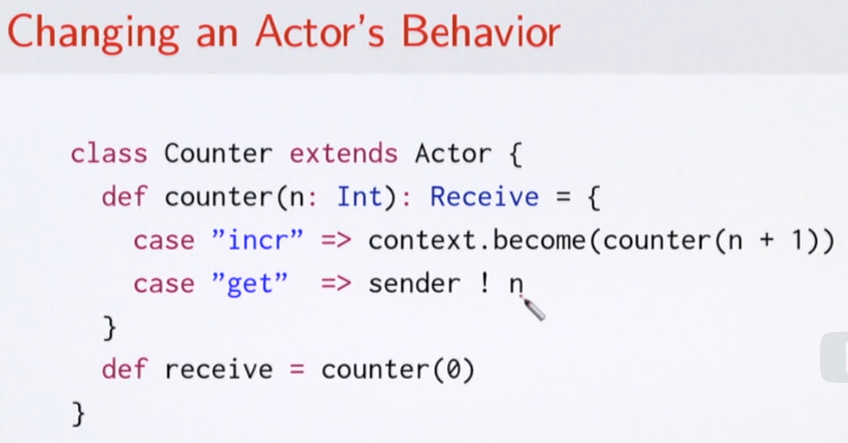 Changing an Actor's Behavior
class Counter extends Actor {
  def counter(n: Int): Receive = {
    case ”incr” => context.become(counter(n + 1))
    case ”get”  => sender ! n
  }
  def receive = counter(0)
}